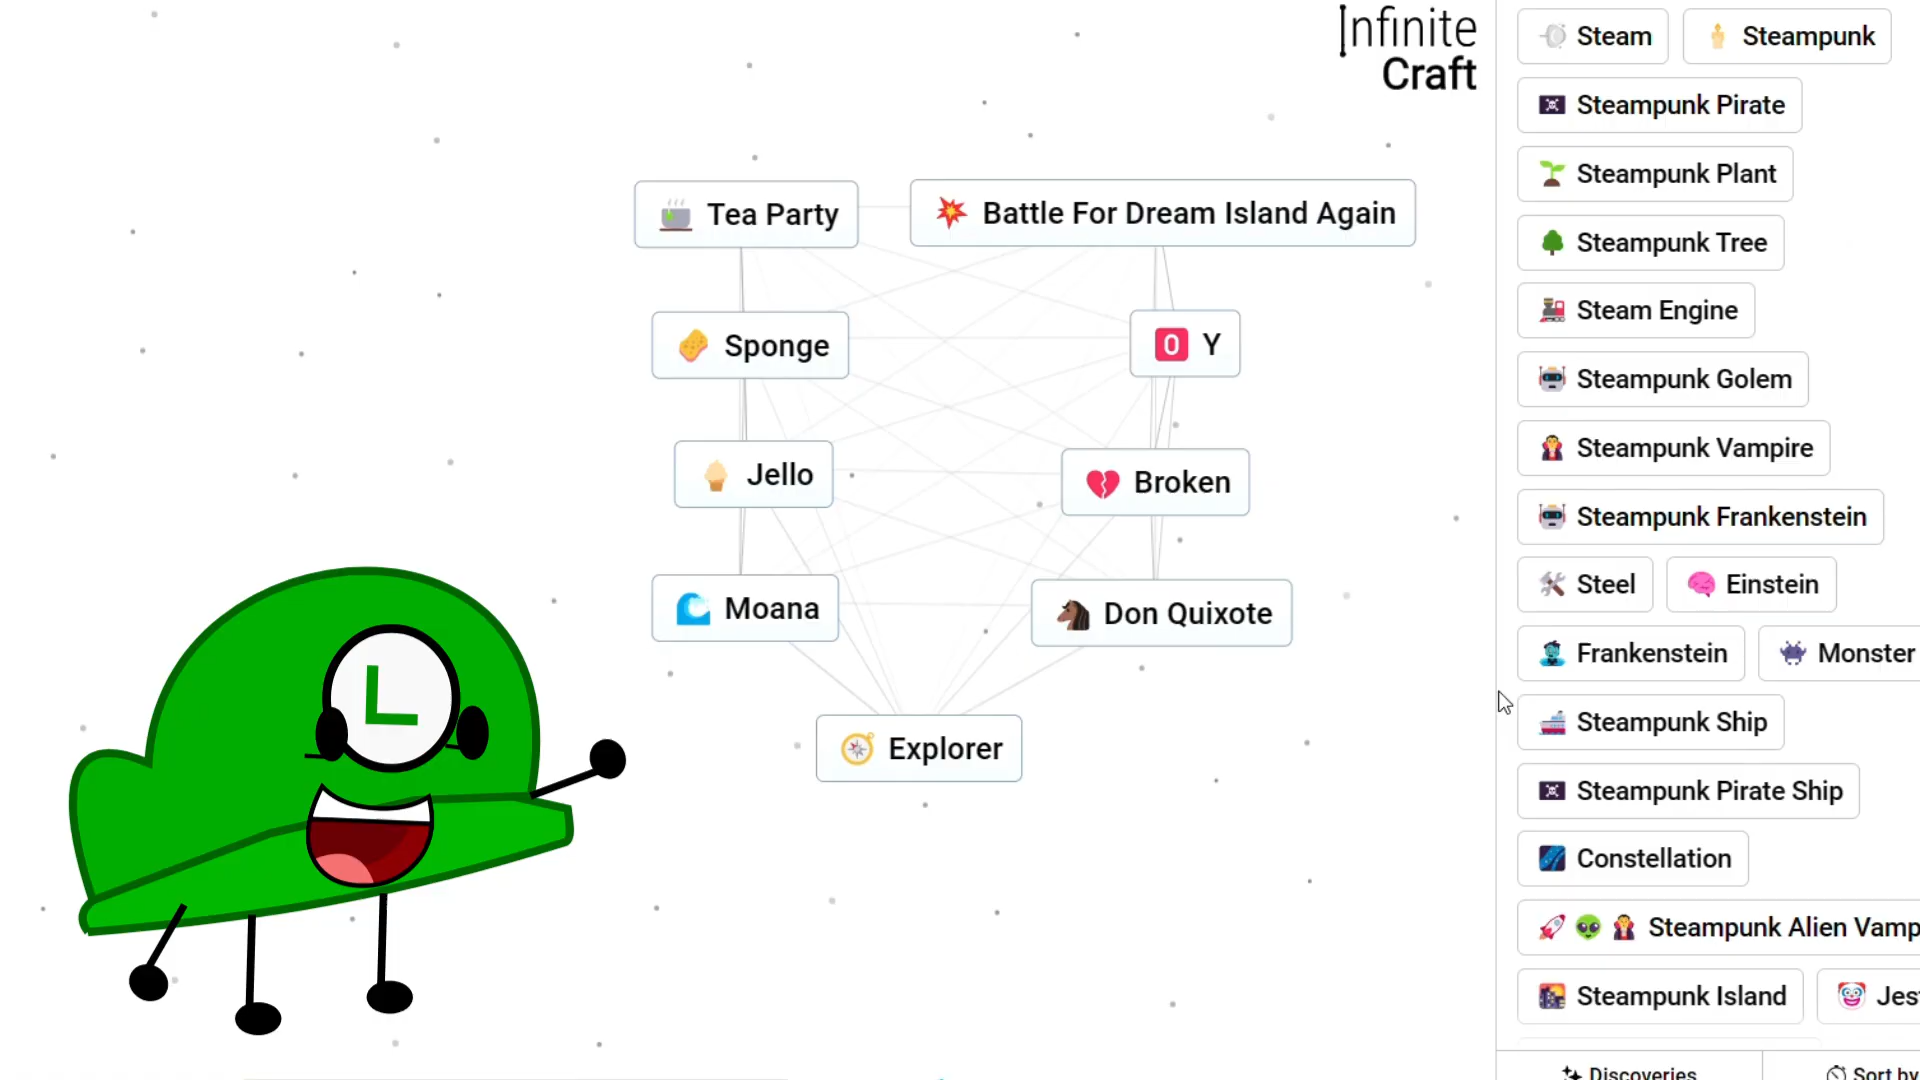 Infinite
Craft
Tea Party
Battle For Dream Island Again
Sponge
O Y
Jello
Broken
Moana
Don Quixote
Explorer
L
Steam
Steampunk
Steampunk Pirate
Steampunk Plant
Steampunk Tree
Steam Engine
Steampunk Golem
Steampunk Vampire
Steampunk Frankenstein
Steel
Einstein
Frankenstein
Monster
Steampunk Ship
Steampunk Pirate Ship
Constellation
Steampunk Alien Vamp
Steampunk Island
Jes
Discoveries
Sort by